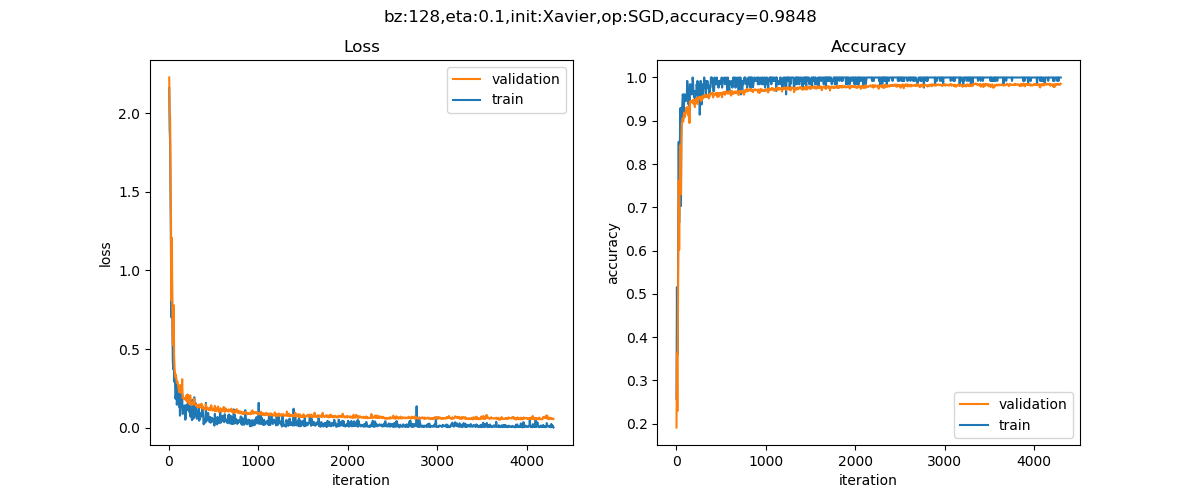 bz:128,eta:0.1,init:Xavier,op:SGD,accuracy=0.9848
Loss
validation
train
2.0
1.5
1.0
0.5
0.0
loss
0
1000
2000
3000
4000
iteration
Accuracy
1.0
0.9
0.8
0.7
0.6
0.5
0.4
0.3
0.2
accuracy
validation
train
0
1000
2000
3000
4000
iteration